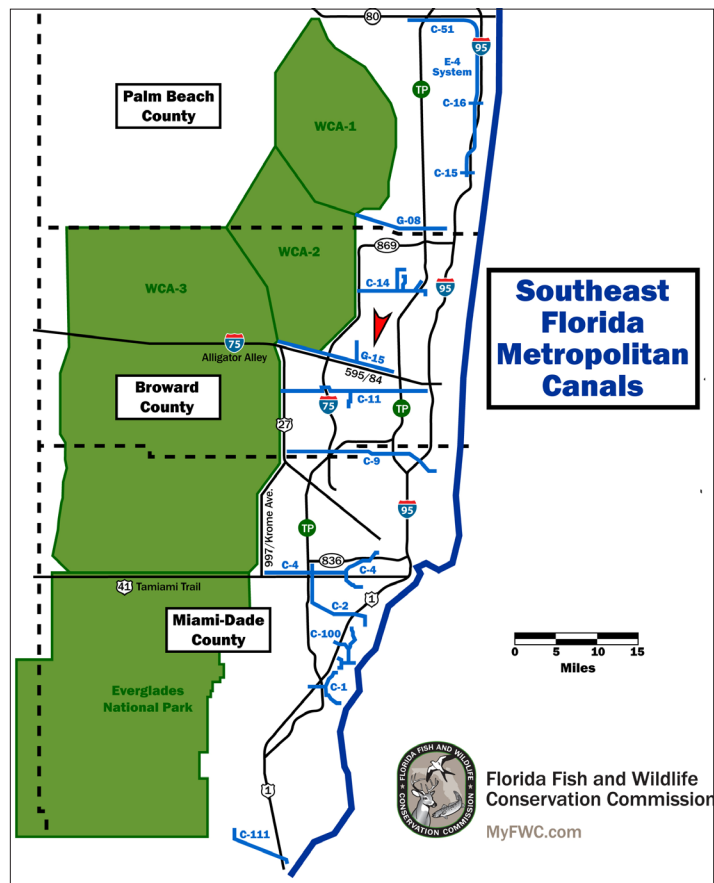 80
C-51
95
E-4
System
TP
Palm Beach
County
C-16
WCA-1
C-15
G-08
869
WCA-2
C-14
WCA-3
95
Southeast
Florida
Metropolitan
Canals
75
Alligator Alley
G-15
595/84
Broward
County
C-11
75
TP
27
C-9
997/Krome Ave.
95
TP
836
C-4
C-4
41
Tamiami Trail
1
C-2
Miami-Dade
County
C-100
0 5 10 15
Miles
C-1
Everglades
National Park
FLORIDA FISH AND WILDLIFE
CONSERVATION COMMISSION
Florida Fish and Wildlife
Conservation Commission
MyFWC.com
1
C-111